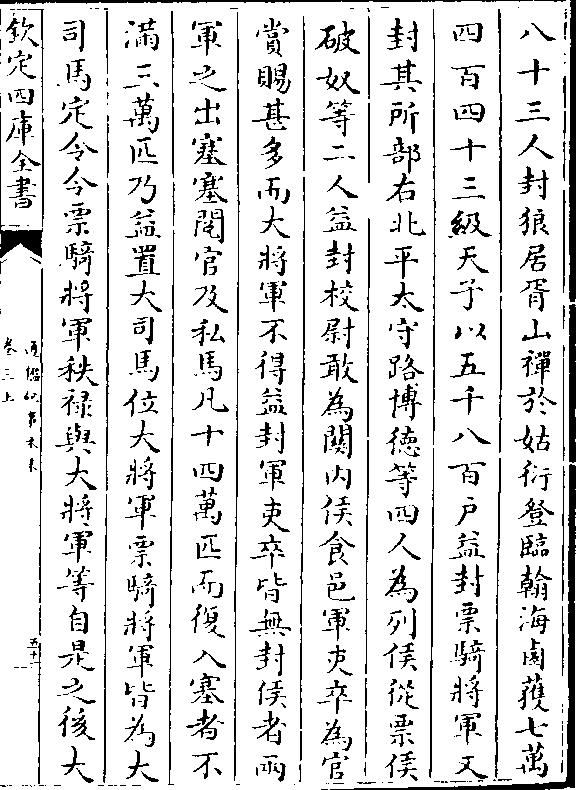 八十三人封狼居胥山禪於姑衍登臨翰海鹵獲七萬
四百四十三級天子以五千八百户益封票騎將軍又
封其所部右北平太守路博徳等四人為列侯從票侯
破奴等二人益封校尉敢為闗内侯食邑軍吏卒為官
賞賜甚多而大將軍不得益封軍吏卒皆無封侯者兩
軍之出塞塞閱官及私馬凡十四萬匹而復入塞者不
滿三萬匹乃益置大司馬位大將軍票騎將軍皆為大
司馬定令令票騎將軍秩禄與大將軍等自是之後大
欽定四庫全書
通鑑紀事本末
卷三上
五十二